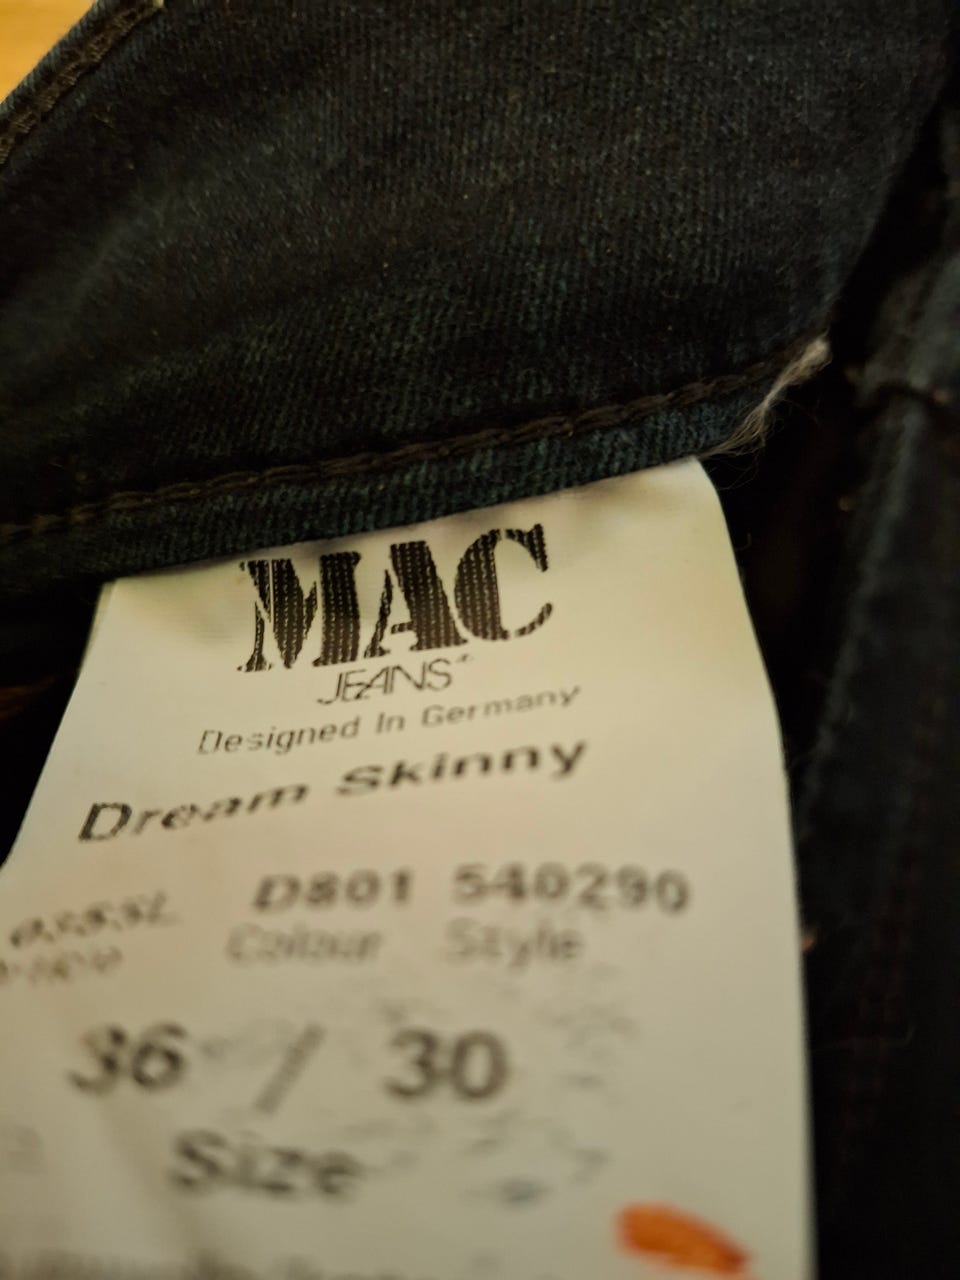 MAC
JEANS
Designed In Germany
Dream Skinny
D801 540290
Colour Style
36 / 30
Size